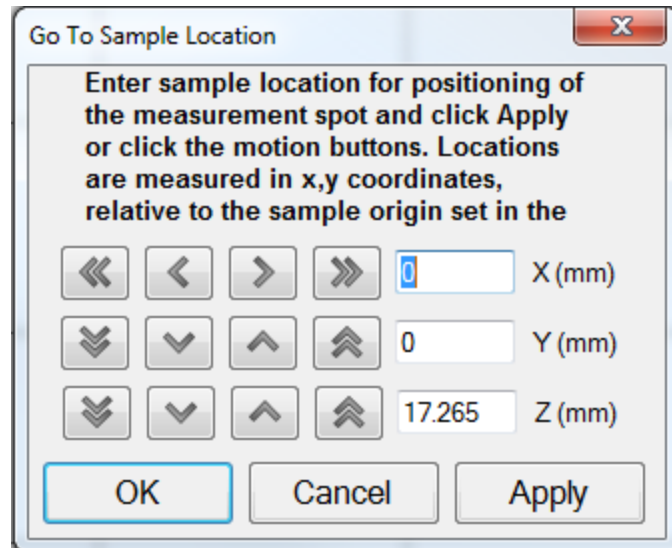 Go To Sample Location
Enter sample location for positioning of
the measurement spot and click Apply
or click the motion buttons. Locations
are measured in x,y coordinates,
relative to the sample origin set in the
0 X (mm)
0 Y (mm)
17.265 Z (mm)
OK Cancel Apply